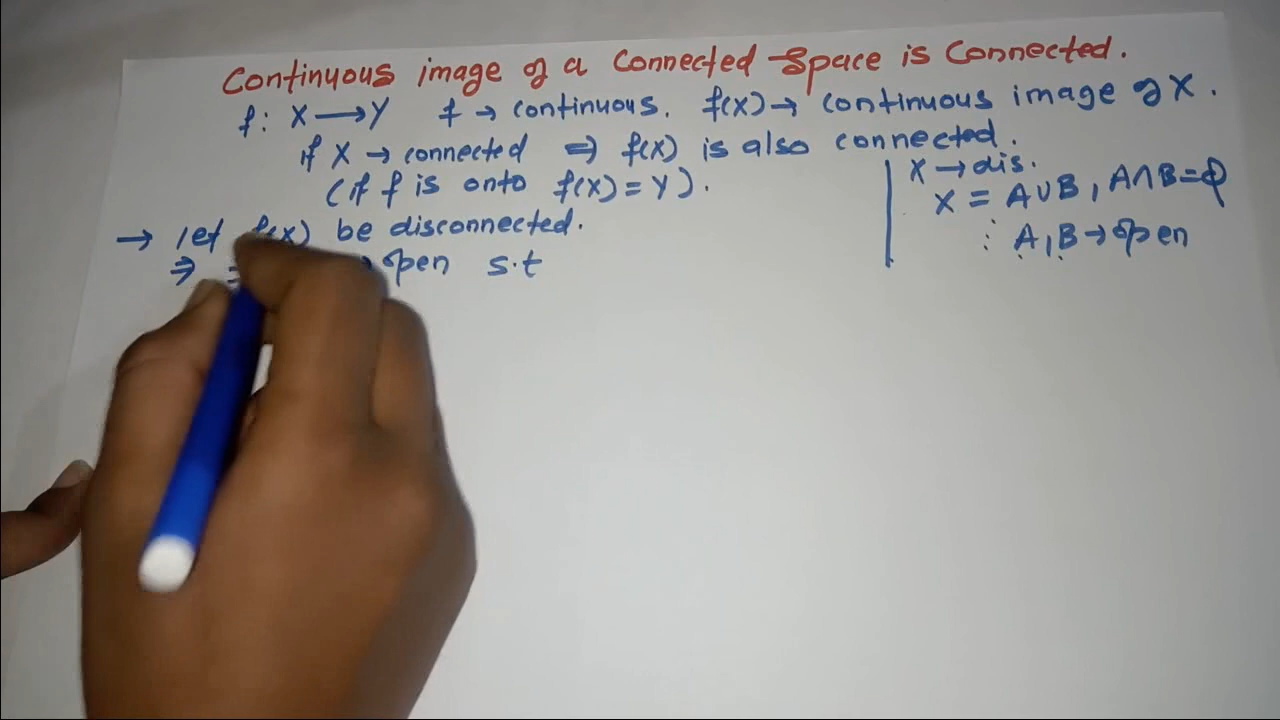 Continuous image of a Connected Space is Connected.
f: X → Y f → continuous. f(X) → continuous image of X.
if X → connected ⇒ f(X) is also connected.
(if f is onto f(X) = Y).
X → dis.
X = A∪B, A∩B=Φ
: A, B → open
→ let f(X) be disconnected.
⇒ open s.t